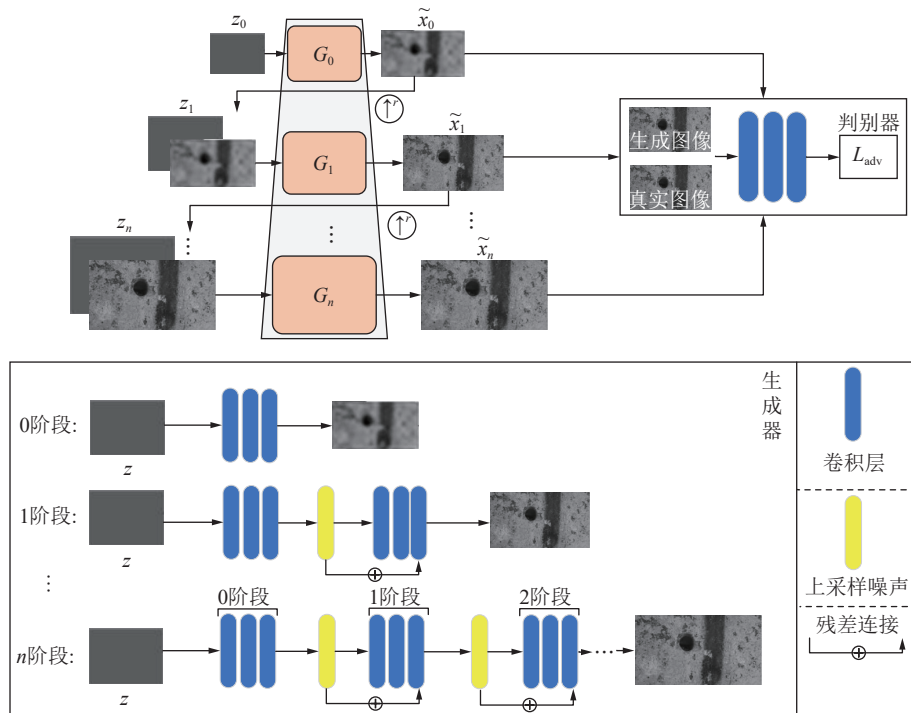 z₀
G₀
x̃₀
↑r
z₁
G₁
x̃₁
生成图像
真实图像
判别器
L_adv
↑r
⋮
zₙ
⋮
⋮
Gₙ
x̃ₙ
生成器
0阶段:
z
1阶段:
z
⋮
0阶段
1阶段
2阶段
n阶段:
…
z
卷积层
上采样噪声
残差连接